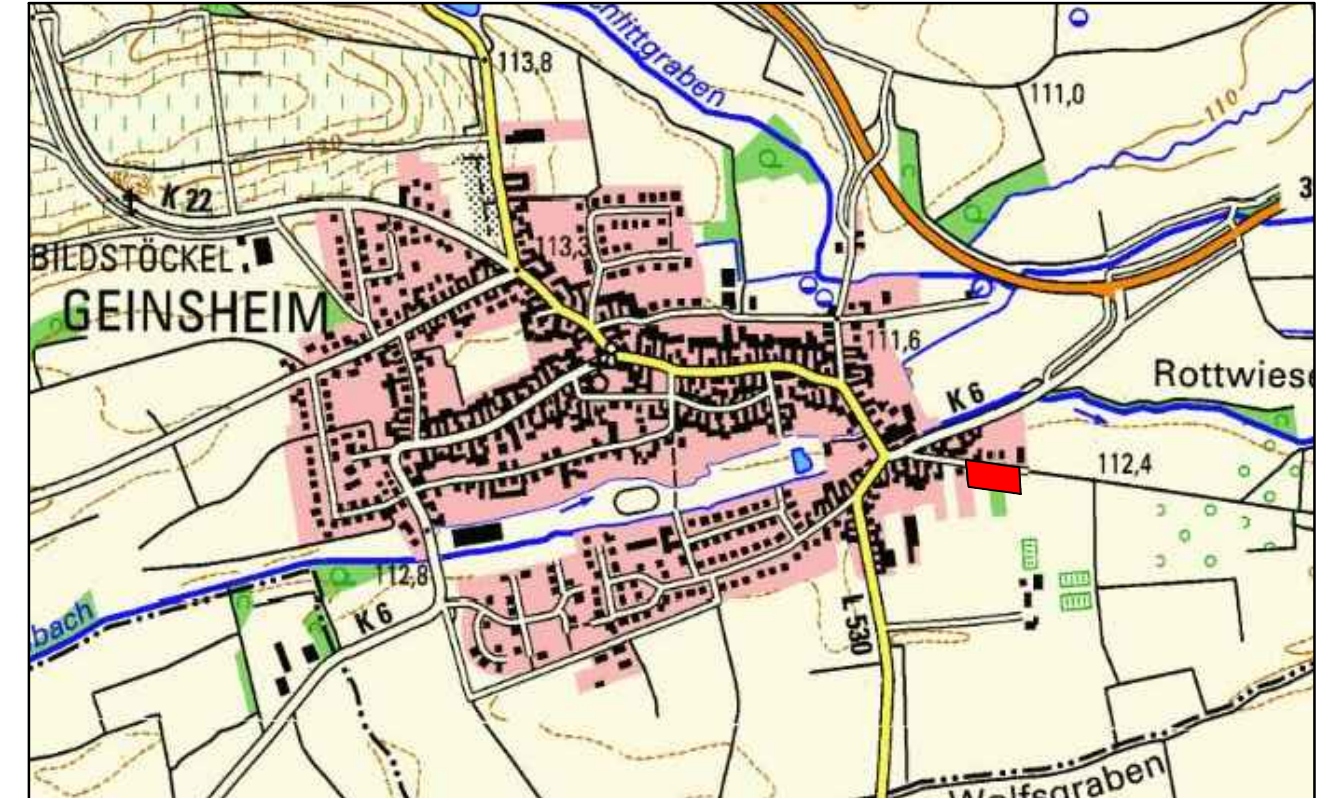 hlittgraben
113,8
111,0
110
K 22
3
113,3
BILDSTÖCKEL
GEINSHEIM
111,6
Rottwiese
K 6
112,4
112,8
bach
K 6
L 530
Wolfsgraben